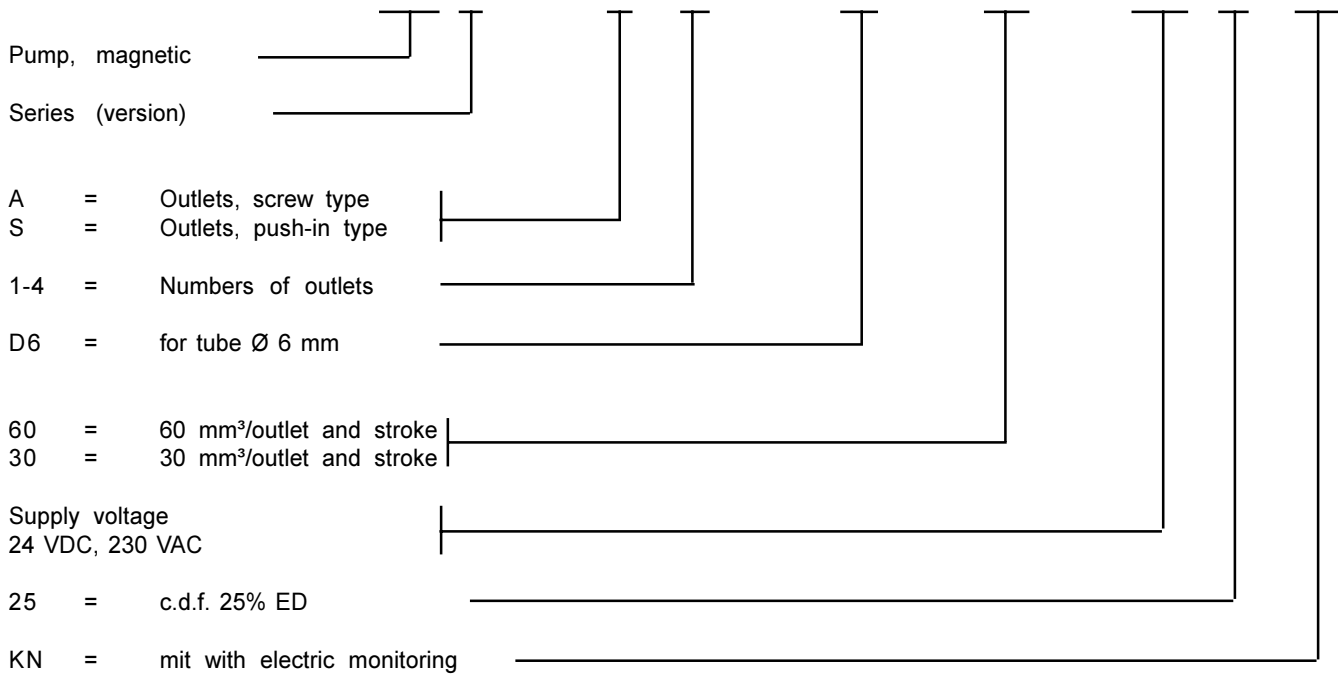 Pump, magnetic
Series (version)
A = Outlets, screw type
S = Outlets, push-in type
1-4 = Numbers of outlets
D6 = for tube Ø 6 mm
60 = 60 mm³/outlet and stroke
30 = 30 mm³/outlet and stroke
Supply voltage
24 VDC, 230 VAC
25 = c.d.f. 25% ED
KN = mit with electric monitoring